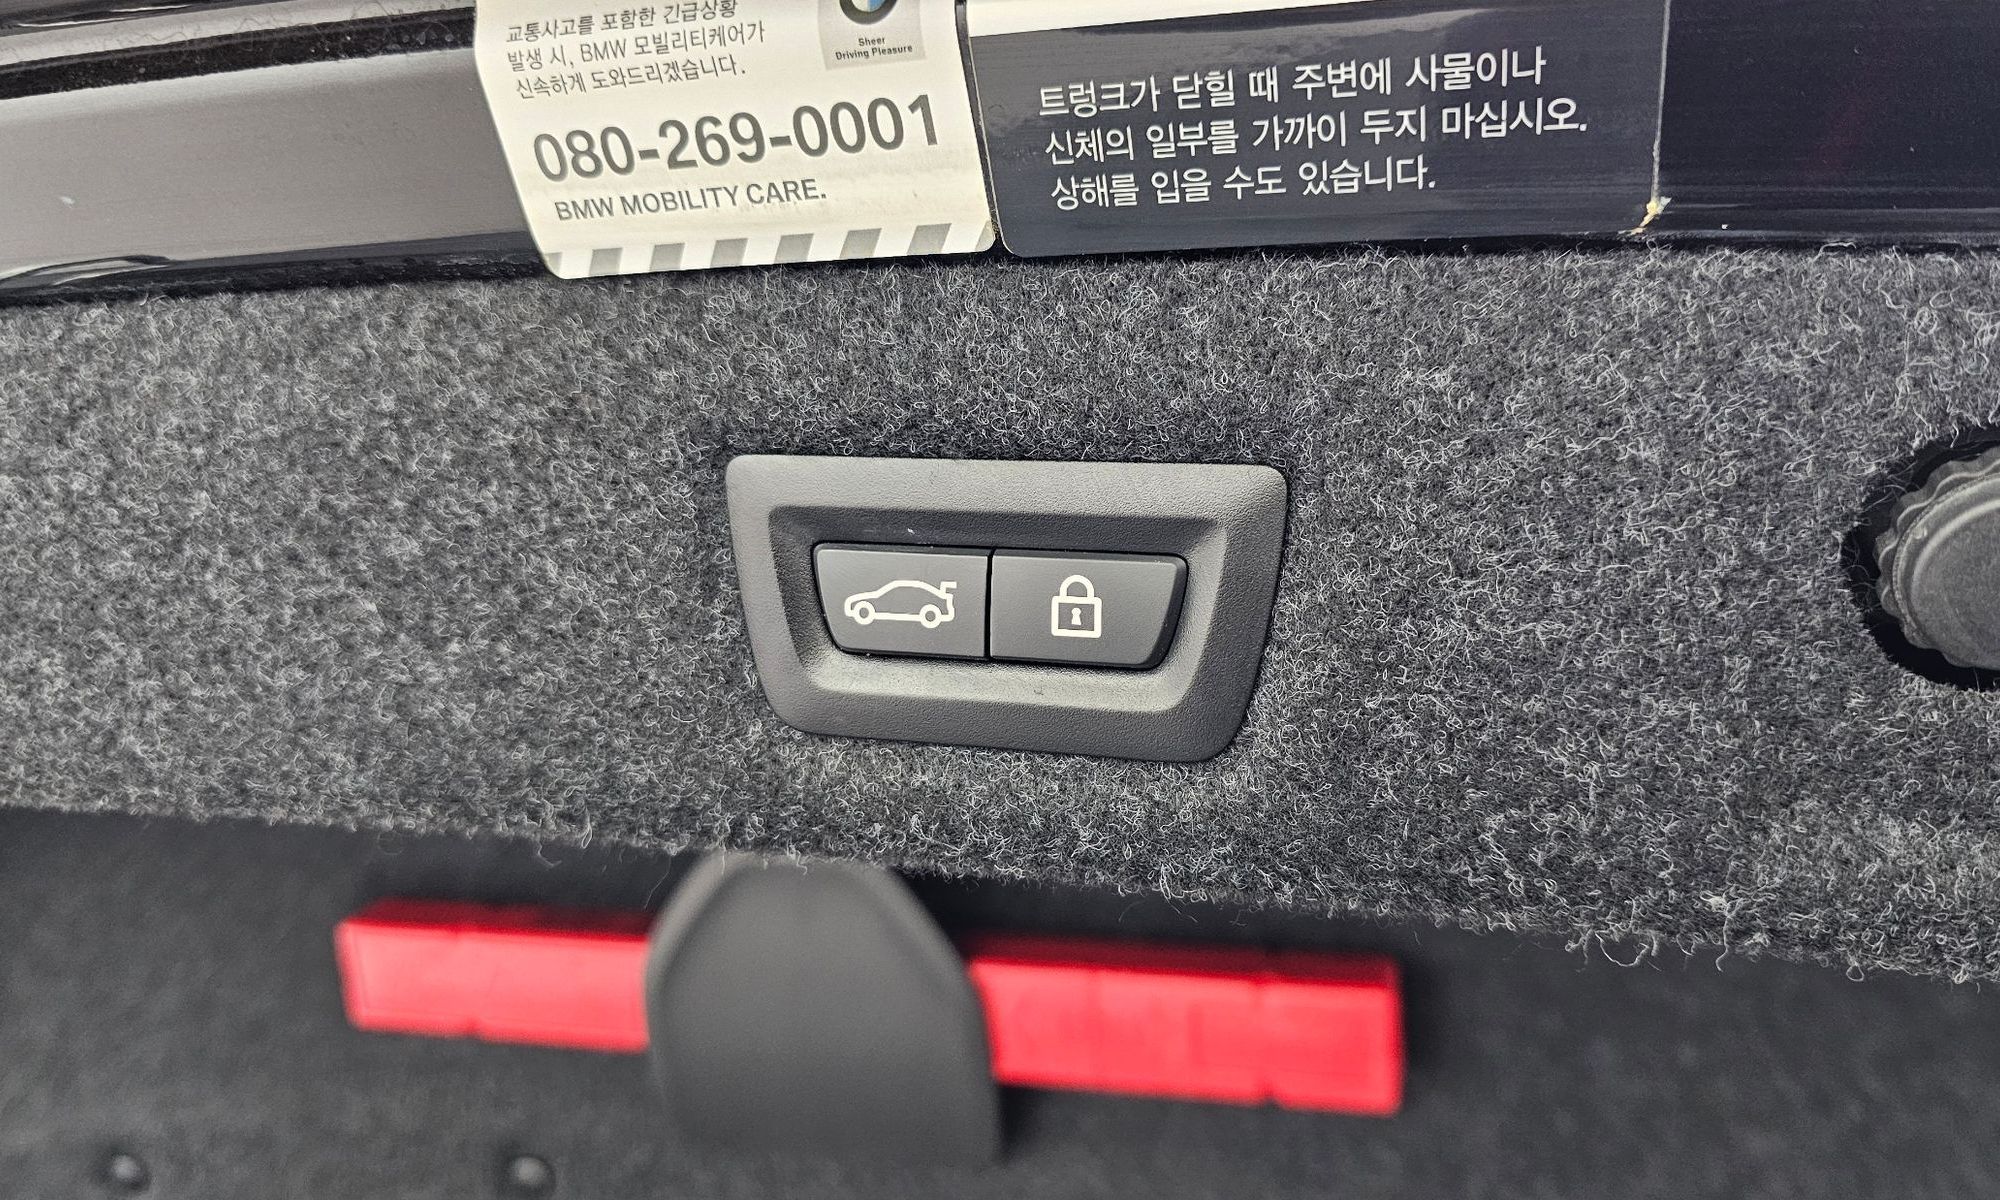 교통사고를 포함한 긴급상황
발생 시, BMW 모빌리티케어가
신속하게 도와드리겠습니다.
Sheer
Driving Pleasure
080-269-0001
BMW MOBILITY CARE.
트렁크가 닫힐 때 주변에 사물이나
신체의 일부를 가까이 두지 마십시오.
상해를 입을 수도 있습니다.